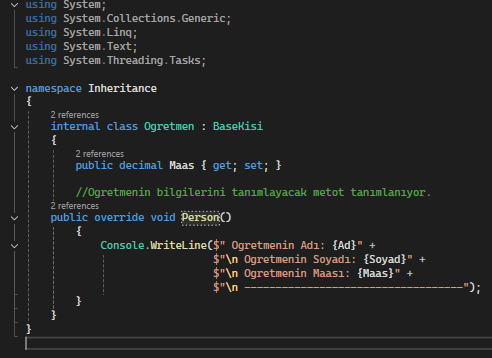 using System;
using System.Collections.Generic;
using System.Linq;
using System.Text;
using System.Threading.Tasks;
namespace Inheritance
{
2 references
internal class Ogretmen : BaseKisi
{
2 references
public decimal Maas { get; set; }
//Ogretmenin bilgilerini tanımlayacak metot tanımlanıyor.
2 references
public override void Person()
{
Console.WriteLine($" Ogretmenin Adı: {Ad}" +
$"\n Ogretmenin Soyadı: {Soyad}" +
$"\n Ogretmenin Maası: {Maas}" +
$"\n -----------------------------------");
}
}
}